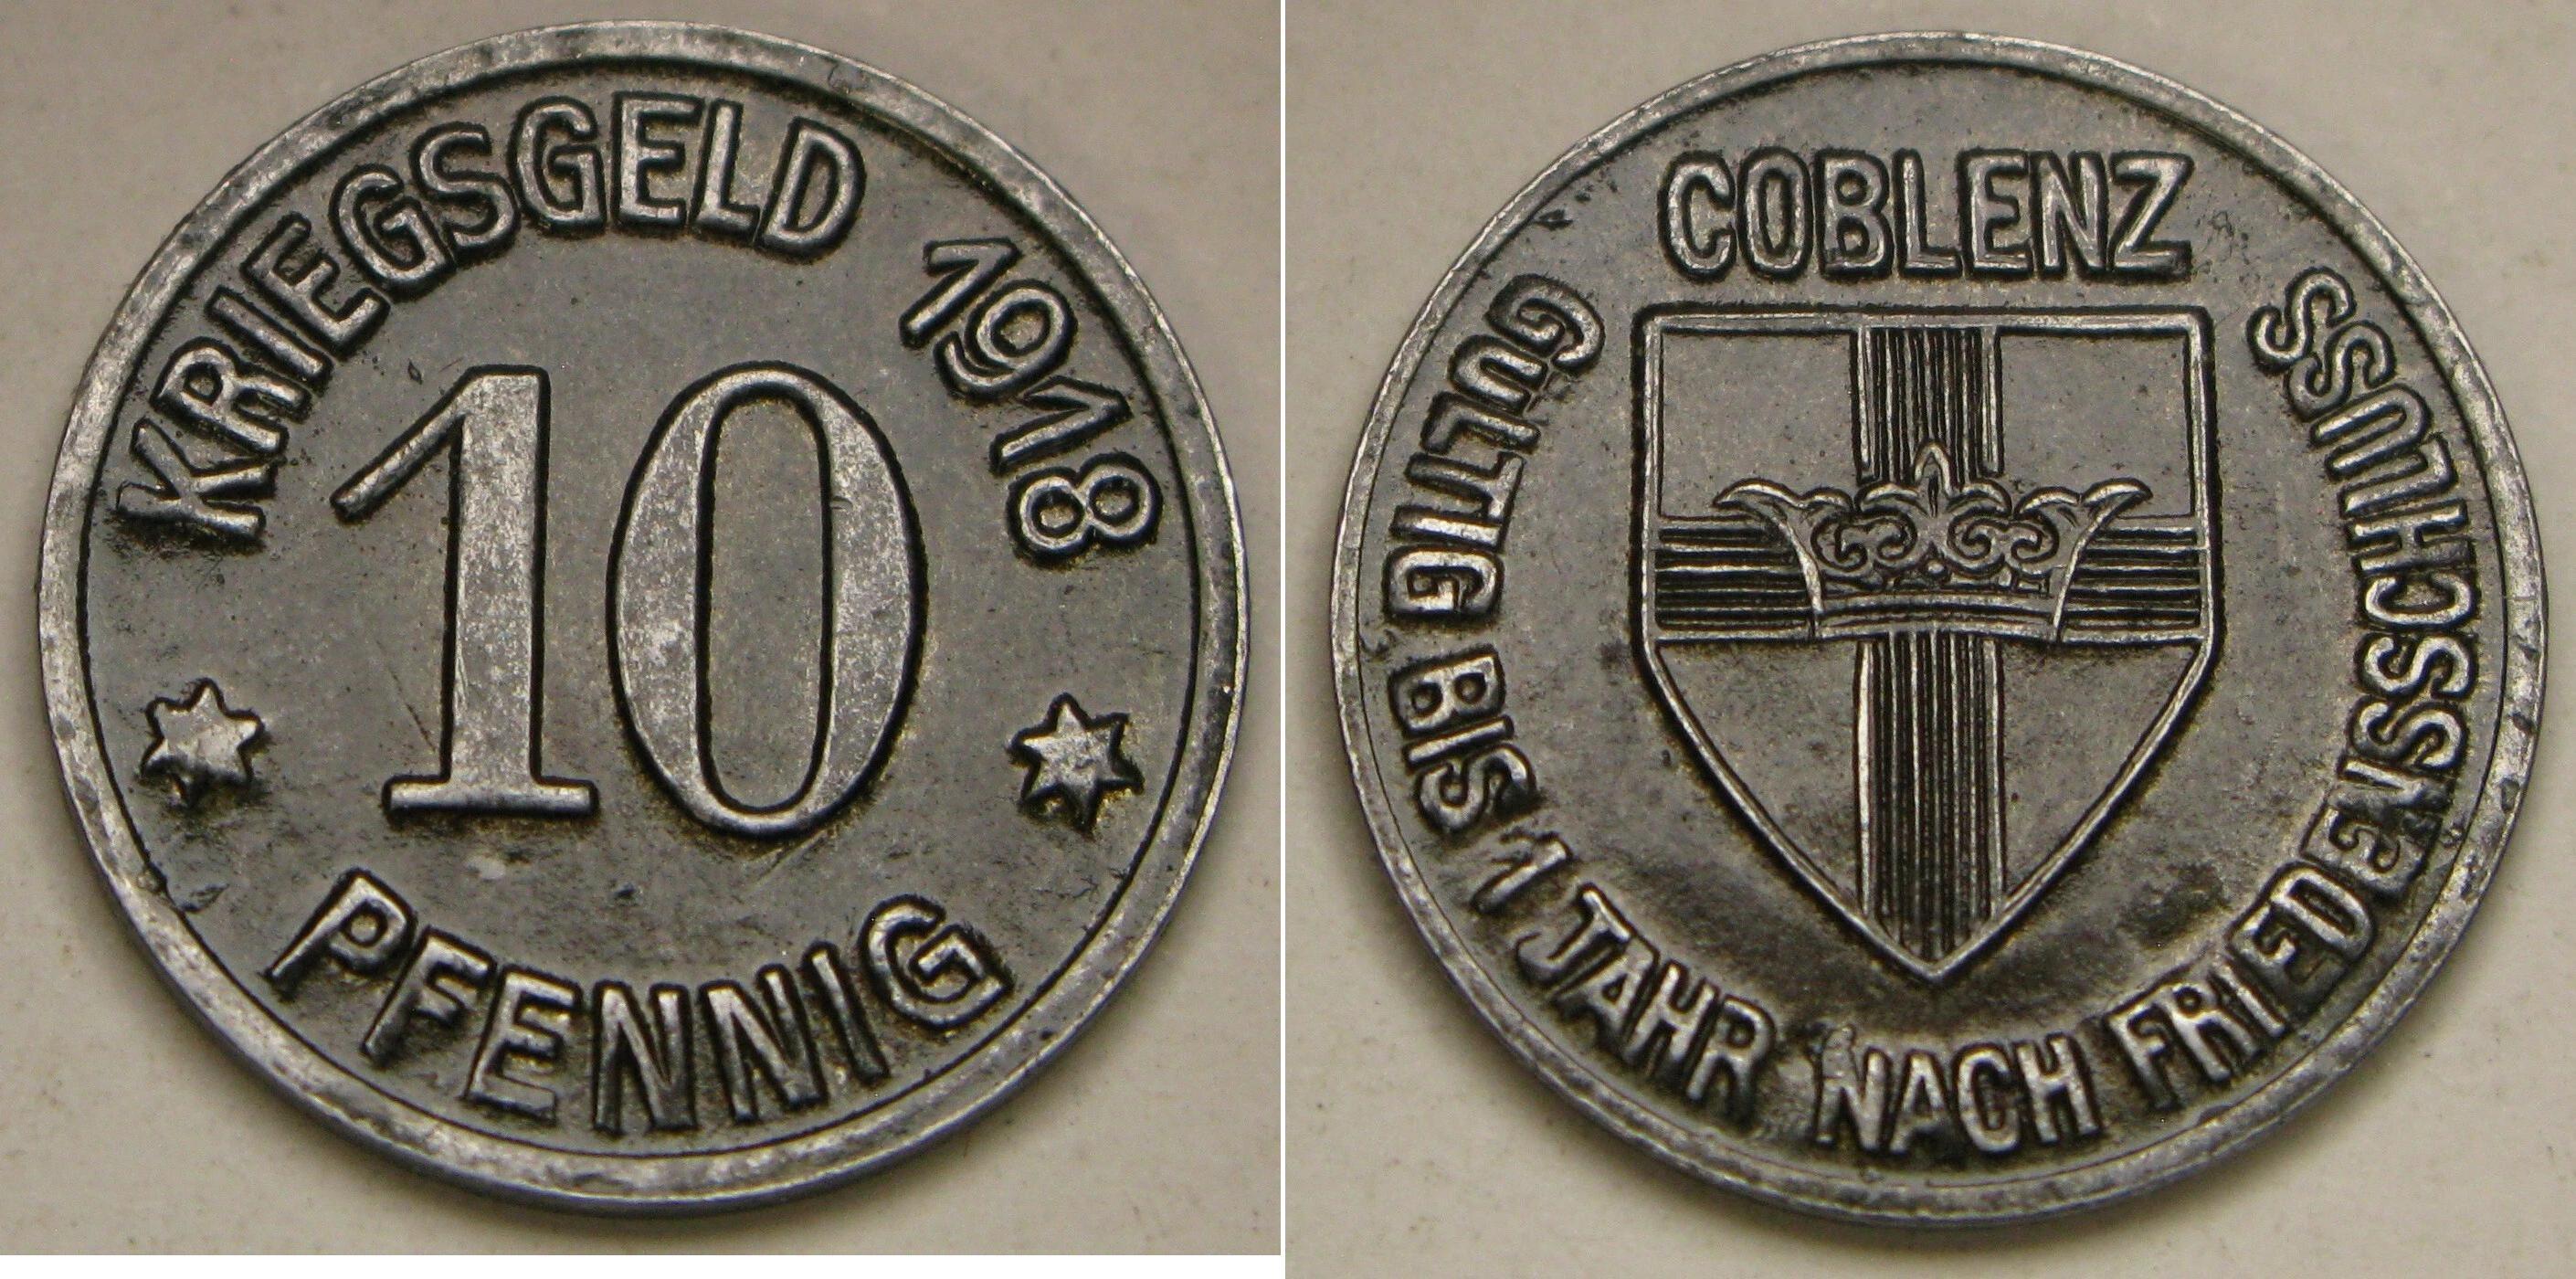 KRIEGSGELD 1918
10
PFENNIG
COBLENZ
GÜLTIG BIS 1 JAHR NACH FRIEDENSSCHLUSS